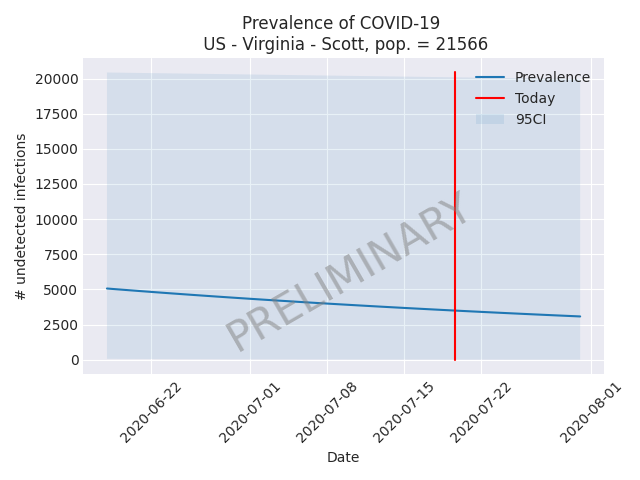 Prevalence of COVID-19
US - Virginia - Scott, pop. = 21566
Prevalence
Today
95CI
20000
17500
15000
12500
10000
7500
5000
2500
0
# undetected infections
PRELIMINARY
2020-06-22
2020-07-01
2020-07-08
2020-07-15
2020-07-22
2020-08-01
Date